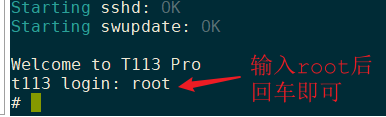 Starting sshd: OK
Starting swupdate: OK
Welcome to T113 Pro
t113 login: root
#
输入root后
回车即可